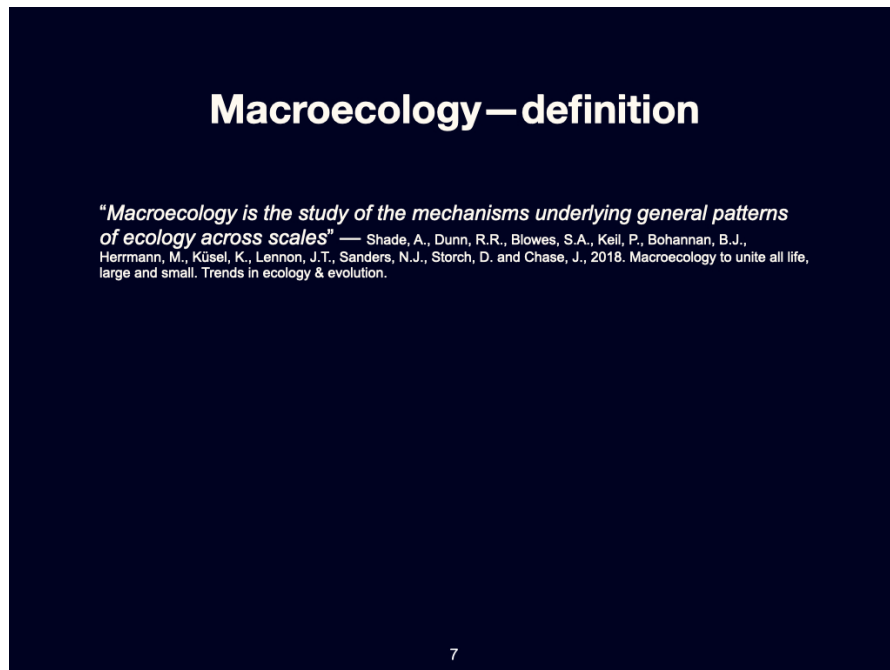 Macroecology—definition
“Macroecology is the study of the mechanisms underlying general patterns
of ecology across scales” — Shade, A., Dunn, R.R., Blowes, S.A., Keil, P., Bohannan, B.J.,
Herrmann, M., Küsel, K., Lennon, J.T., Sanders, N.J., Storch, D. and Chase, J., 2018. Macroecology to unite all life,
large and small. Trends in ecology & evolution.
7